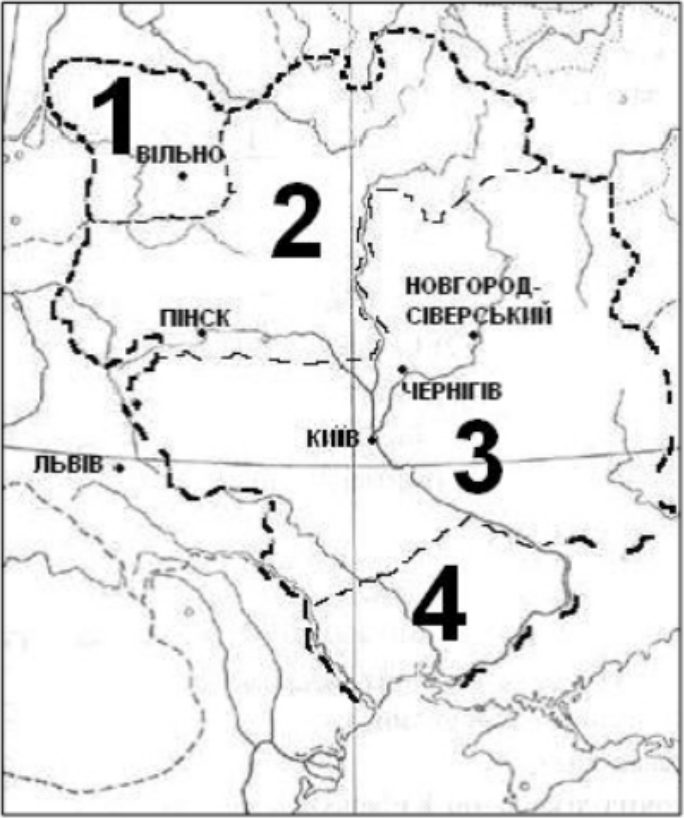 1
ВІЛЬНО
2
НОВГОРОД-
СІВЕРСЬКИЙ
ПІНСК
ЧЕРНІГІВ
КИЇВ
3
ЛЬВІВ
4